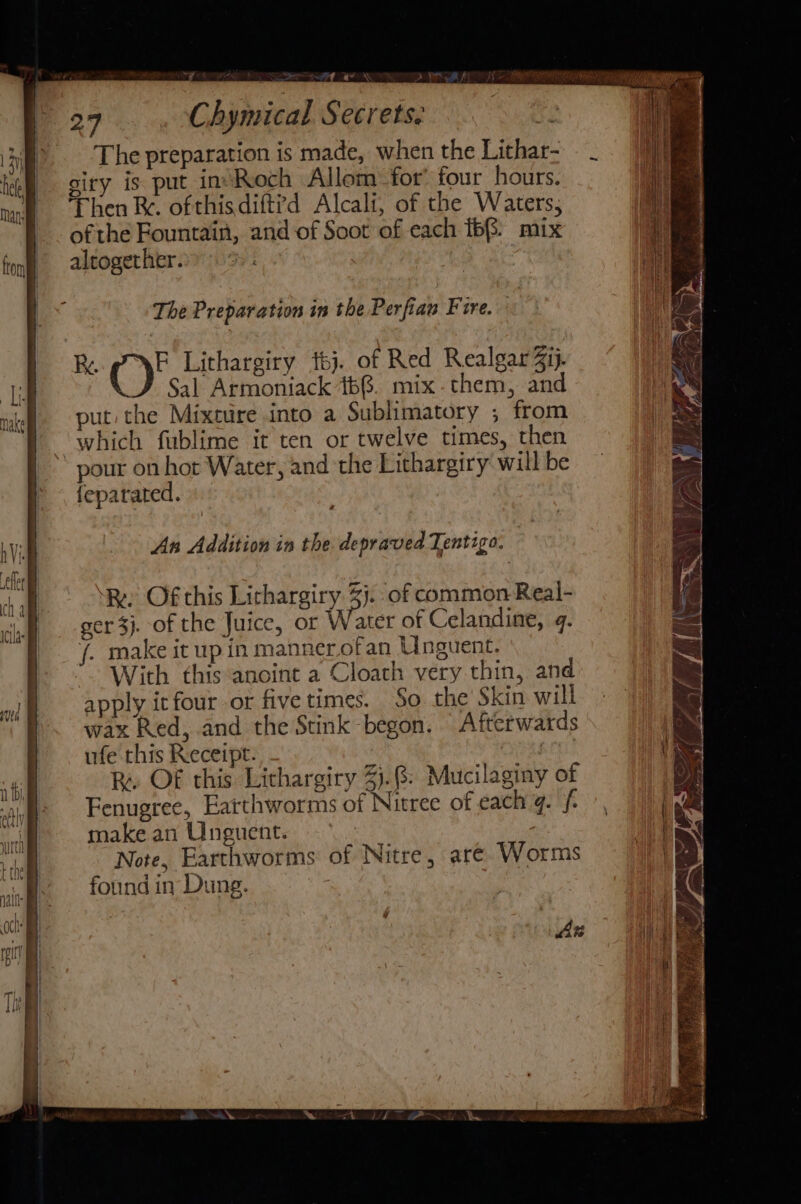 27 Chymical Secrets:
The preparation is made, when the Lithar-
giry is put in Roch Allom for four hours.
Then ℞. of this diſtil'd Alcali, of the Waters,
of the Fountain, and of Soot of each ℔ß. mix
altogether.
The Preparation in the Perſian Fire.
℞. OF Lithargiry ℔j. of Red Realgar ℥ij.
Sal Armoniack ℔ß. mix them, and
put the Mixture into a Sublimatory ; from
which ſublime it ten or twelve times, then
pour on hot Water, and the Lithargiry will be
ſeparated.
An Addition in the depraved Tentigo.
℞. Of this Lithargiry ℥j. of common Real-
ger ʒj. of the Juice, or Water of Celandine, q.
ſ. make it up in manner of an Unguent.
With this anoint a Cloath very thin, and
apply it four or five times. So the Skin will
wax Red, and the Stink begon. Afterwards
uſe this Receipt.
℞. Of this Lithargiry ℥j.ß. Mucilaginy of
Fenugree, Earthworms of Nitree of each q. ſ.
make an Unguent.
Note, Earthworms of Nitre, are Worms
found in Dung.
An